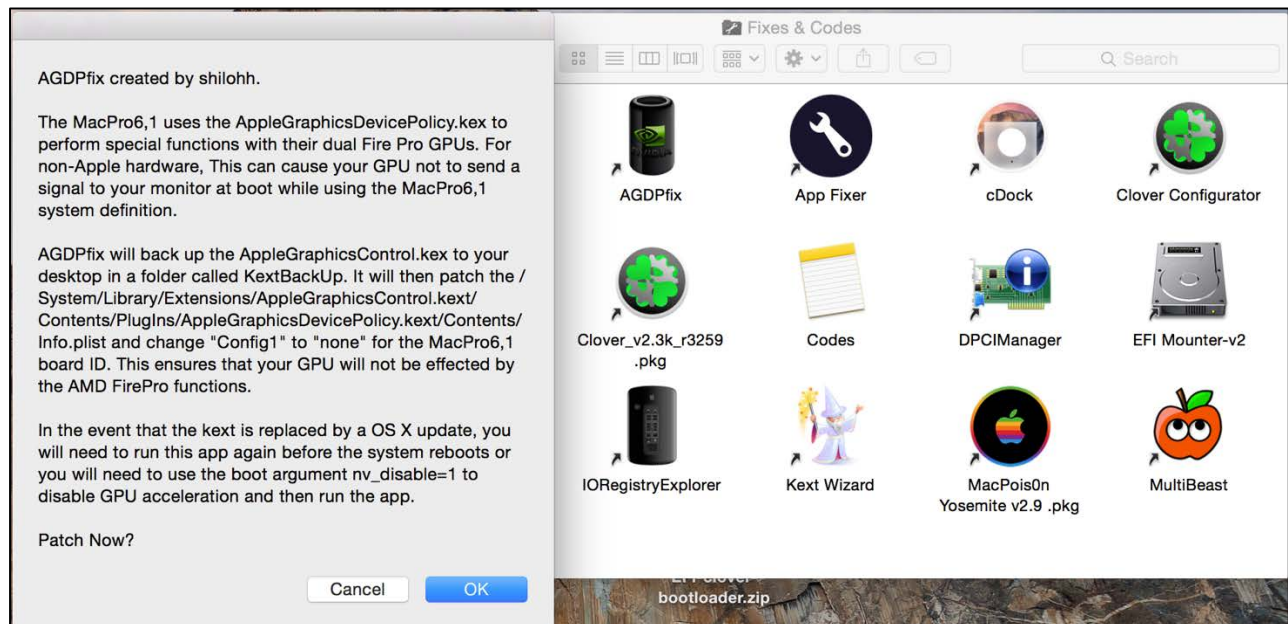 AGDPfix created by shilohh.
The MacPro6,1 uses the AppleGraphicsDevicePolicy.kex to
perform special functions with their dual Fire Pro GPUs. For
non-Apple hardware, This can cause your GPU not to send a
signal to your monitor at boot while using the MacPro6,1
system definition.
AGDPfix will back up the AppleGraphicsControl.kex to your
desktop in a folder called KextBackUp. It will then patch the /
System/Library/Extensions/AppleGraphicsControl.kext/
Contents/PlugIns/AppleGraphicsDevicePolicy.kext/Contents/
Info.plist and change "Config1" to "none" for the MacPro6,1
board ID. This ensures that your GPU will not be effected by
the AMD FirePro functions.
In the event that the kext is replaced by a OS X update, you
will need to run this app again before the system reboots or
you will need to use the boot argument nv_disable=1 to
disable GPU acceleration and then run the app.
Patch Now?
Cancel
OK
Fixes & Codes
Search
AGDPfix
App Fixer
cDock
Clover Configurator
Clover_v2.3k_r3259
.pkg
Codes
DPCIManager
EFI Mounter-v2
IORegistryExplorer
Kext Wizard
MacPois0n
Yosemite v2.9 .pkg
MultiBeast
bootloader.zip